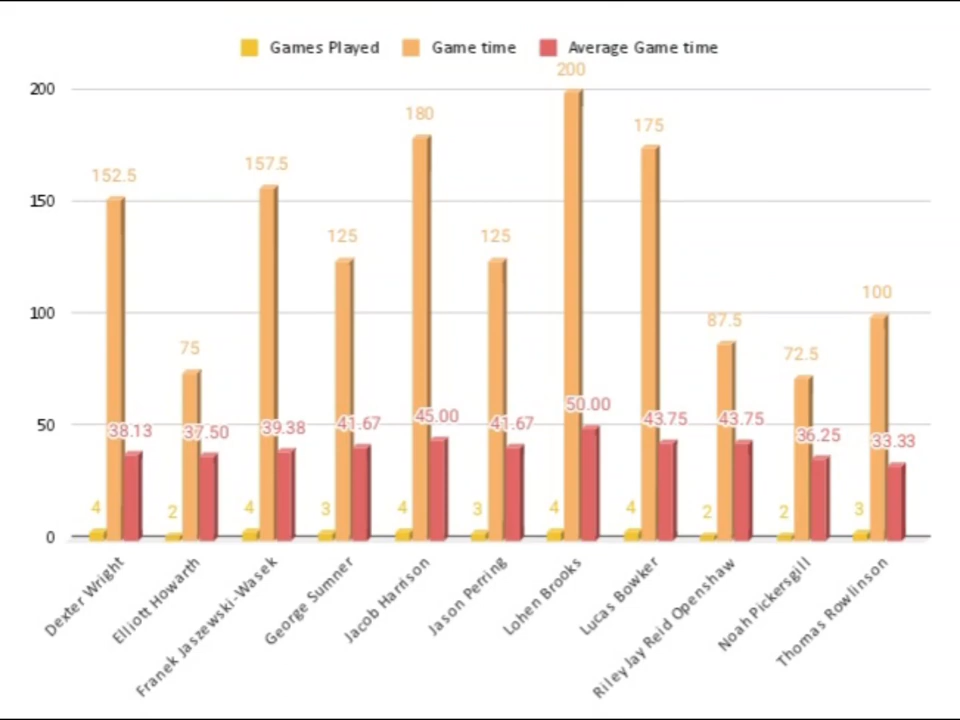 Games Played Game time Average Game time
200
200
180
175
157.5
152.5
150
125
125
100
100
87.5
75
72.5
50
38.13
37.50
39.38
41.67
45.00
41.67
50.00
43.75
43.75
36.25
33.33
4 2 4 3 4 3 4 4 2 2 3
0
Dexter Wright
Elliott Howarth
Franek Jaszewski-Wasek
George Sumner
Jacob Harrison
Jason Perring
Lohen Brooks
Lucas Bowker
Riley Jay Reid Openshaw
Noah Pickersgill
Thomas Rowlinson